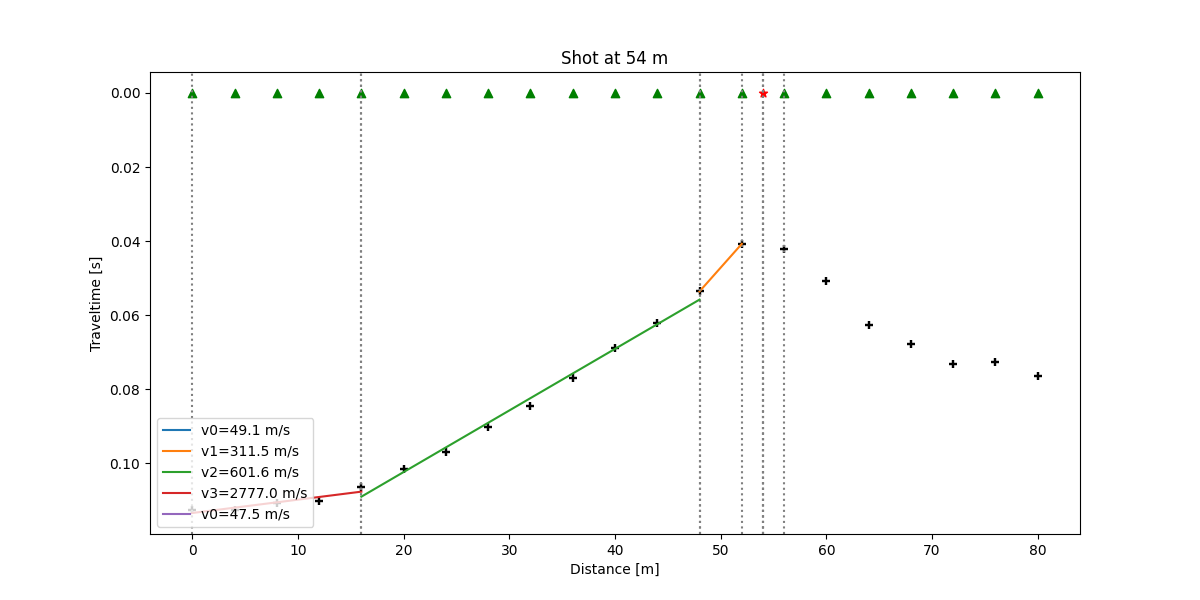 Shot at 54 m
0.00
0.02
0.04
0.06
0.08
0.10
Traveltime [s]
v0=49.1 m/s
v1=311.5 m/s
v2=601.6 m/s
v3=2777.0 m/s
v0=47.5 m/s
0 10 20 30 40 50 60 70 80
Distance [m]